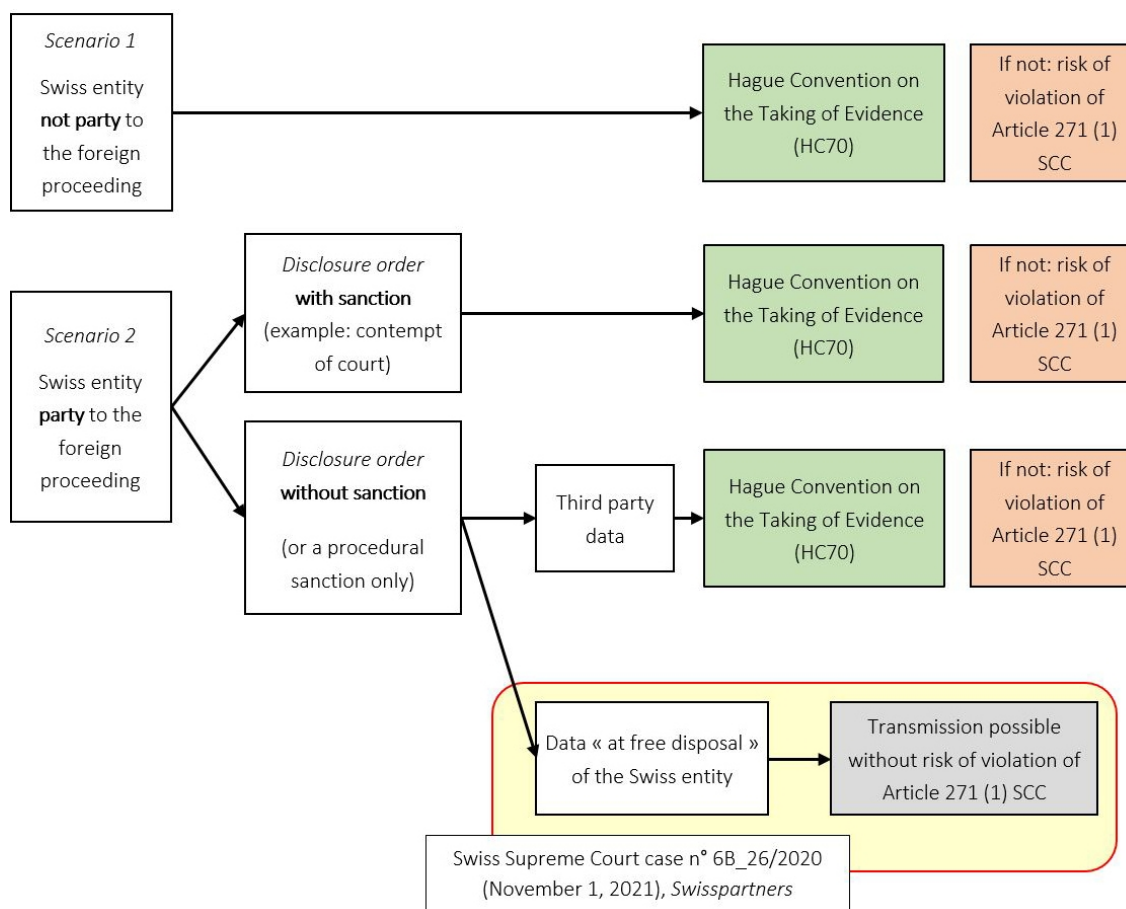 Scenario 1
Swiss entity
not party to
the foreign
proceeding
Hague Convention on
the Taking of Evidence
(HC70)
If not: risk of
violation of
Article 271 (1)
SCC
Scenario 2
Swiss entity
party to the
foreign
proceeding
Disclosure order
with sanction
(example: contempt
of court)
Hague Convention on
the Taking of Evidence
(HC70)
If not: risk of
violation of
Article 271 (1)
SCC
Disclosure order
without sanction
(or a procedural
sanction only)
Third party
data
Hague Convention on
the Taking of Evidence
(HC70)
If not: risk of
violation of
Article 271 (1)
SCC
Data « at free disposal »
of the Swiss entity
Transmission possible
without risk of violation of
Article 271 (1) SCC
Swiss Supreme Court case n° 6B_26/2020
(November 1, 2021), Swisspartners